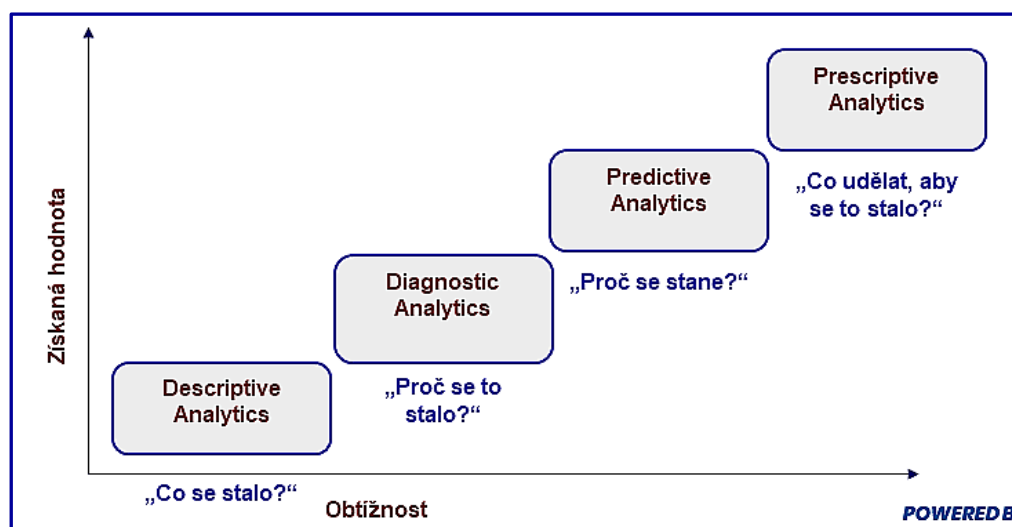 Prescriptive
Analytics
„Co udělat, aby
se to stalo?“
Predictive
Analytics
„Proč se stane?“
Diagnostic
Analytics
„Proč se to
stalo?“
Descriptive
Analytics
„Co se stalo?“
Získaná hodnota
Obtížnost
POWERED B